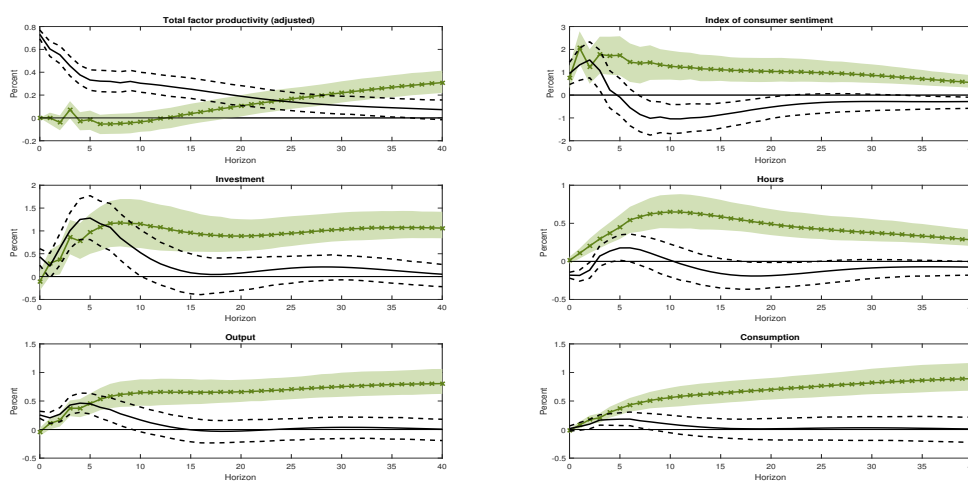 Total factor productivity (adjusted)
0.8
0.6
0.4
0.2
0
-0.2
Percent
0 5 10 15 20 25 30 35 40
Horizon
Index of consumer sentiment
3
2
1
0
-1
-2
Percent
0 5 10 15 20 25 30 35 40
Horizon
Investment
2
1.5
1
0.5
0
-0.5
Percent
0 5 10 15 20 25 30 35 40
Horizon
Hours
1
0.5
0
-0.5
Percent
0 5 10 15 20 25 30 35 40
Horizon
Output
1.5
1
0.5
0
-0.5
Percent
0 5 10 15 20 25 30 35 40
Horizon
Consumption
1.5
1
0.5
0
-0.5
Percent
0 5 10 15 20 25 30 35 40
Horizon